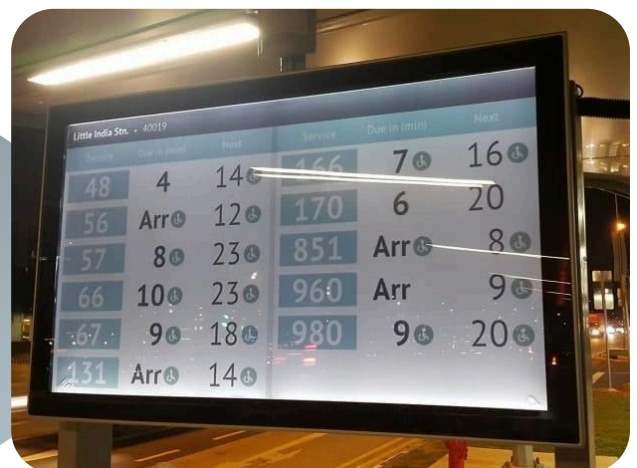 Little India Stn. • 40019
Service Due in (min) Next
48 4 14
56 Arr 12
57 8 23
66 10 23
67 9 18
131 Arr 14
Service Due in (min) Next
166 7 16
170 6 20
851 Arr 8
960 Arr 9
980 9 20